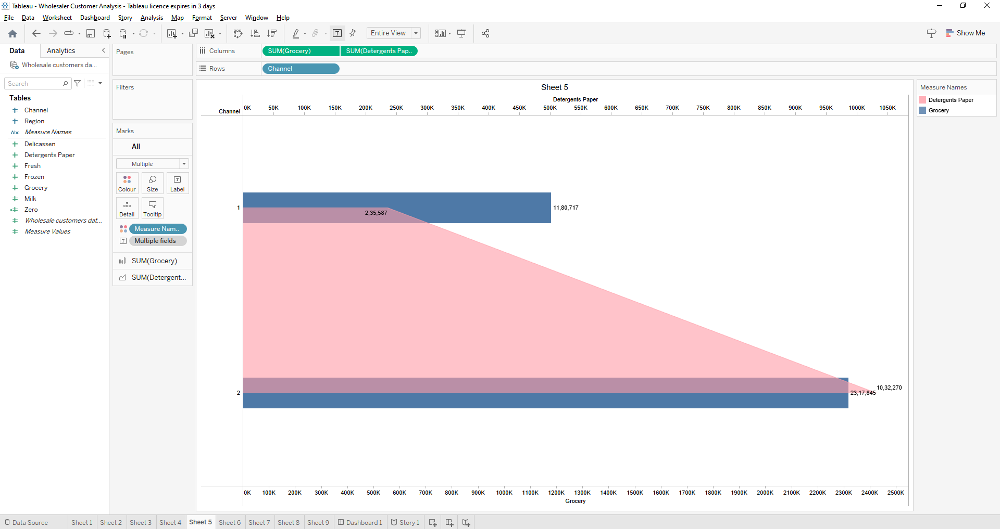 Tableau - Wholesaler Customer Analysis - Tableau licence expires in 3 days
File Data Worksheet Dashboard Story Analysis Map Format Server Window Help
Entire View
Show Me
Data Analytics
Wholesale customers da...
Search
Tables
Channel
Region
Abc Measure Names
Delicassen
Detergents Paper
Fresh
Frozen
Grocery
Milk
Zero
Wholesale customers dat...
Measure Values
Pages
Filters
Marks
All
Multiple
Colour Size Label
Detail Tooltip
Measure Nam..
Multiple fields
SUM(Grocery)
SUM(Detergent...
Columns SUM(Grocery) SUM(Detergents Pap..
Rows Channel
Sheet 5
Detergents Paper
Channel 0K 50K 100K 150K 200K 250K 300K 350K 400K 450K 500K 550K 600K 650K 700K 750K 800K 850K 900K 950K 1000K 1050K
1 11,80,717
2,35,587
10,32,270
2 23,17,845
0K 100K 200K 300K 400K 500K 600K 700K 800K 900K 1000K 1100K 1200K 1300K 1400K 1500K 1600K 1700K 1800K 1900K 2000K 2100K 2200K 2300K 2400K 2500K
Grocery
Measure Names
Detergents Paper
Grocery
Data Source Sheet 1 Sheet 2 Sheet 3 Sheet 4 Sheet 5 Sheet 6 Sheet 7 Sheet 8 Sheet 9 Dashboard 1 Story 1